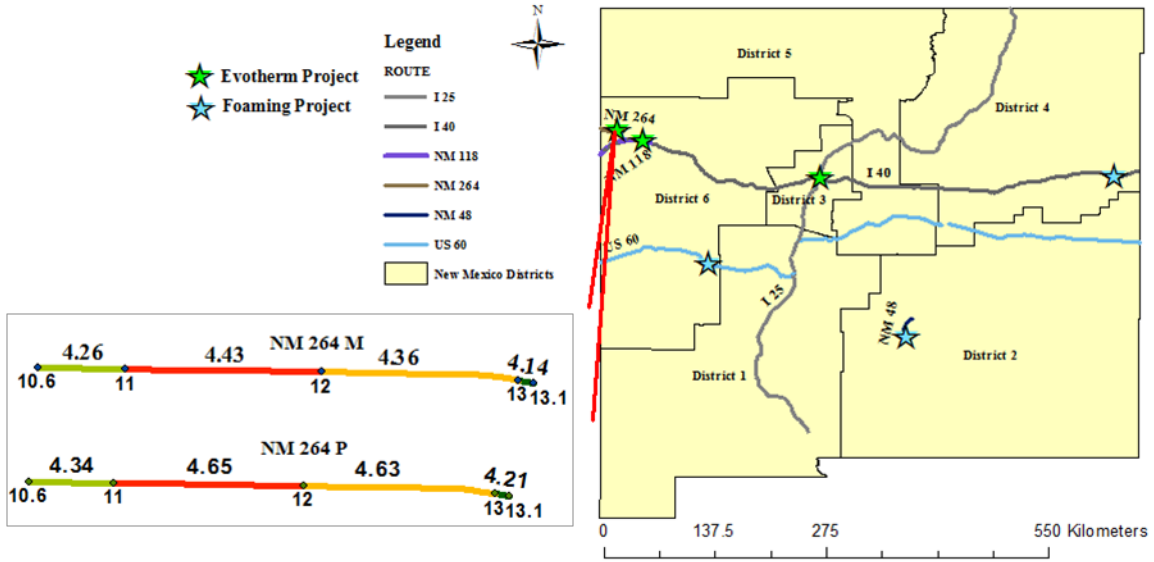 N
Legend
ROUTE
Evotherm Project
Foaming Project
I 25
I 40
NM 118
NM 264
NM 48
US 60
New Mexico Districts
NM 264 M
4.26
4.43
4.36
4.14
10.6
11
12
13
13.1
NM 264 P
4.34
4.65
4.63
4.21
10.6
11
12
13
13.1
District 5
District 4
NM 264
NM 118
I 40
District 6
District 3
US 60
I 25
NM 48
District 1
District 2
0
137.5
275
550 Kilometers